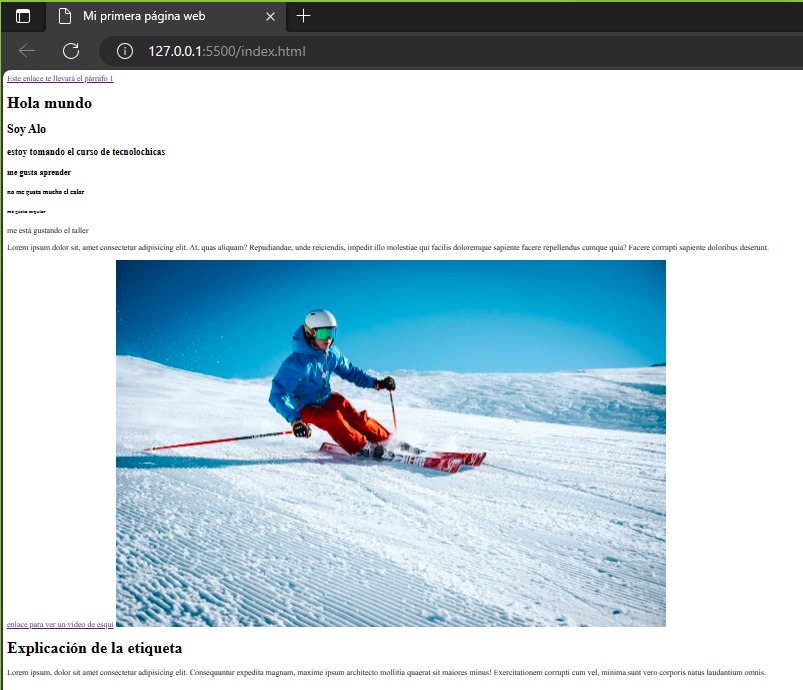 Mi primera página web
127.0.0.1:5500/index.html
Este enlace te llevará el párrafo 1
Hola mundo
Soy Alo
estoy tomando el curso de tecnolochicas
me gusta aprender
no me gusta mucho el calor
me gusta
me está gustando el taller
Lorem ipsum dolor sit, amet consectetur adipisicing elit. At, quas aliquam? Repudiandae, unde reiciendis, impedit illo molestiae qui facilis doloremque sapiente facere repellendus cumque quia? Facere corrupti sapiente doloribus deserunt.
enlace para ver un video de esquí
Explicación de la etiqueta
Lorem ipsum, dolor sit amet consectetur adipisicing elit. Consequuntur expedita magnam, maxime ipsum architecto mollitia quaerat sit maiores minus! Exercitationem corrupti cum vel, minima sunt vero corporis natus laudantium omnis.